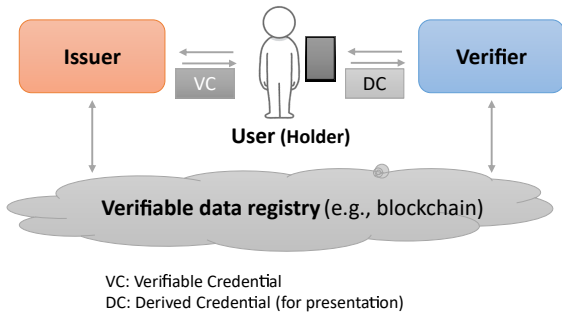 Issuer
VC
DC
Verifier
User (Holder)
Verifiable data registry (e.g., blockchain)
VC: Verifiable Credential
DC: Derived Credential (for presentation)